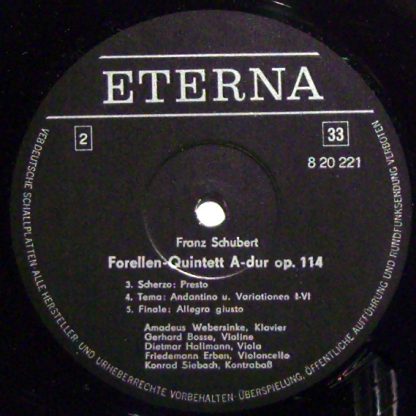 ETERNA
2
33
8 20 221
Franz Schubert
Forellen-Quintett A-dur op. 114
3. Scherzo: Presto
4. Tema: Andantino u. Variationen I-VI
5. Finale: Allegro giusto
Amadeus Webersinke, Klavier
Gerhard Bosse, Violine
Dietmar Hallmann, Viola
Friedemann Erben, Violoncello
Konrad Siebach, Kontrabaß
VEB DEUTSCHE SCHALLPLATTEN ALLE HERSTELLER- UND URHEBERRECHTE VORBEHALTEN · ÜBERSPIELUNG, ÖFFENTLICHE AUFFÜHRUNG UND RUNDFUNKSENDUNG VERBOTEN